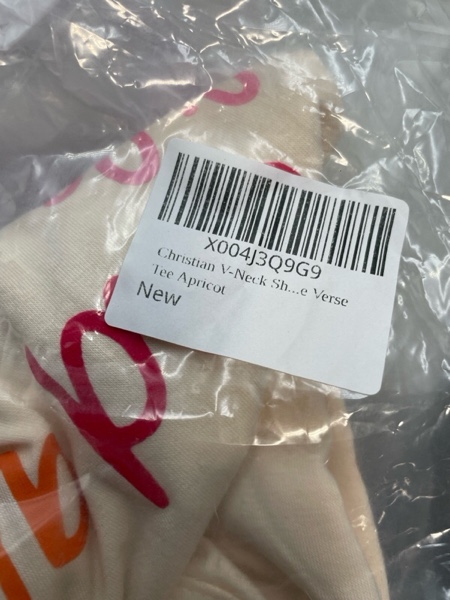 X004J3Q9G9
Christian V-Neck Sh...e Verse
Tee Apricot
New